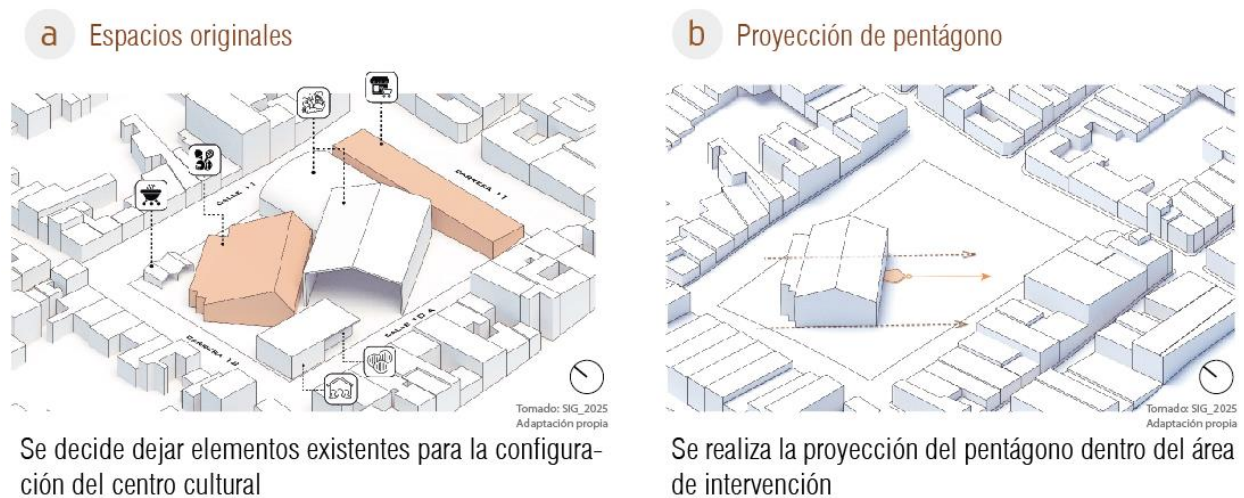 a Espacios originales
CALLE 11
CARRERA 11
CARRERA 12
CALLE 10 A
Tomado: SIG_2025
Adaptación propia
Se decide dejar elementos existentes para la configura-
ción del centro cultural
b Proyección de pentágono
Tomado: SIG_2025
Adaptación propia
Se realiza la proyección del pentágono dentro del área
de intervención